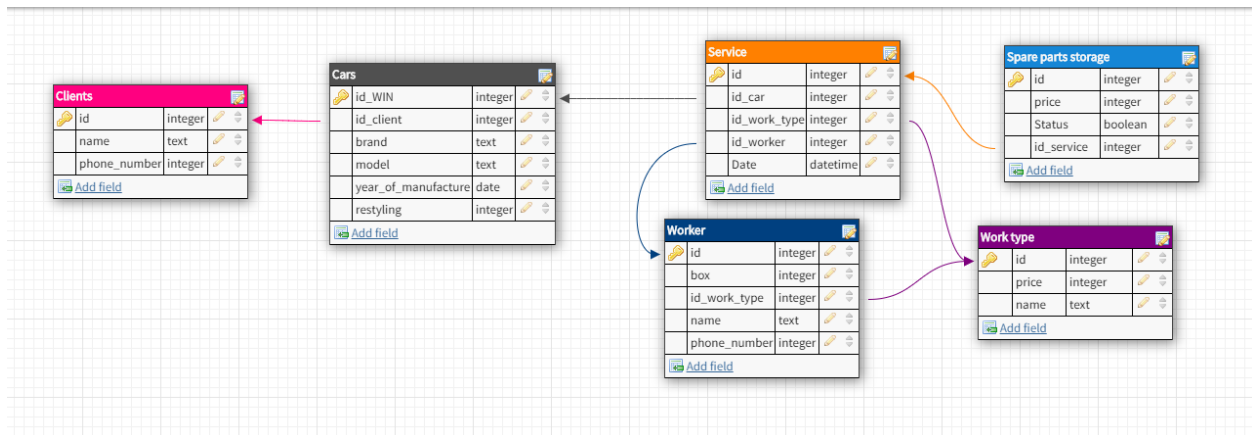 Clients
id integer
name text
phone_number integer
Add field
Cars
id_WIN integer
id_client integer
brand text
model text
year_of_manufacture date
restyling integer
Add field
Service
id integer
id_car integer
id_work_type integer
id_worker integer
Date datetime
Add field
Spare parts storage
id integer
price integer
Status boolean
id_service integer
Add field
Worker
id integer
box integer
id_work_type integer
name text
phone_number integer
Add field
Work type
id integer
price integer
name text
Add field